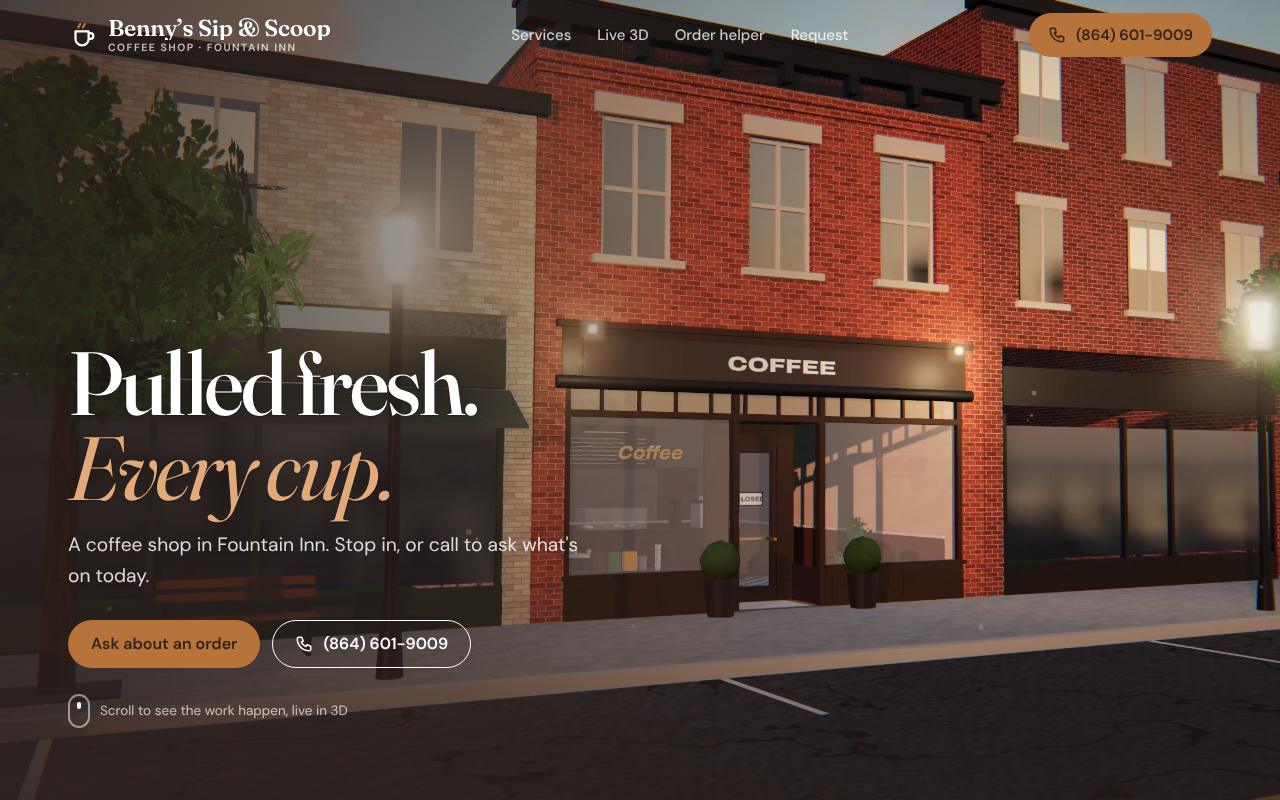 Benny's Sip & Scoop
COFFEE SHOP · FOUNTAIN INN
Services
Live 3D
Order helper
Request
(864) 601-9009
COFFEE
Coffee
Pulled fresh.
Every cup.
A coffee shop in Fountain Inn. Stop in, or call to ask what's
on today.
Ask about an order
(864) 601-9009
Scroll to see the work happen, live in 3D